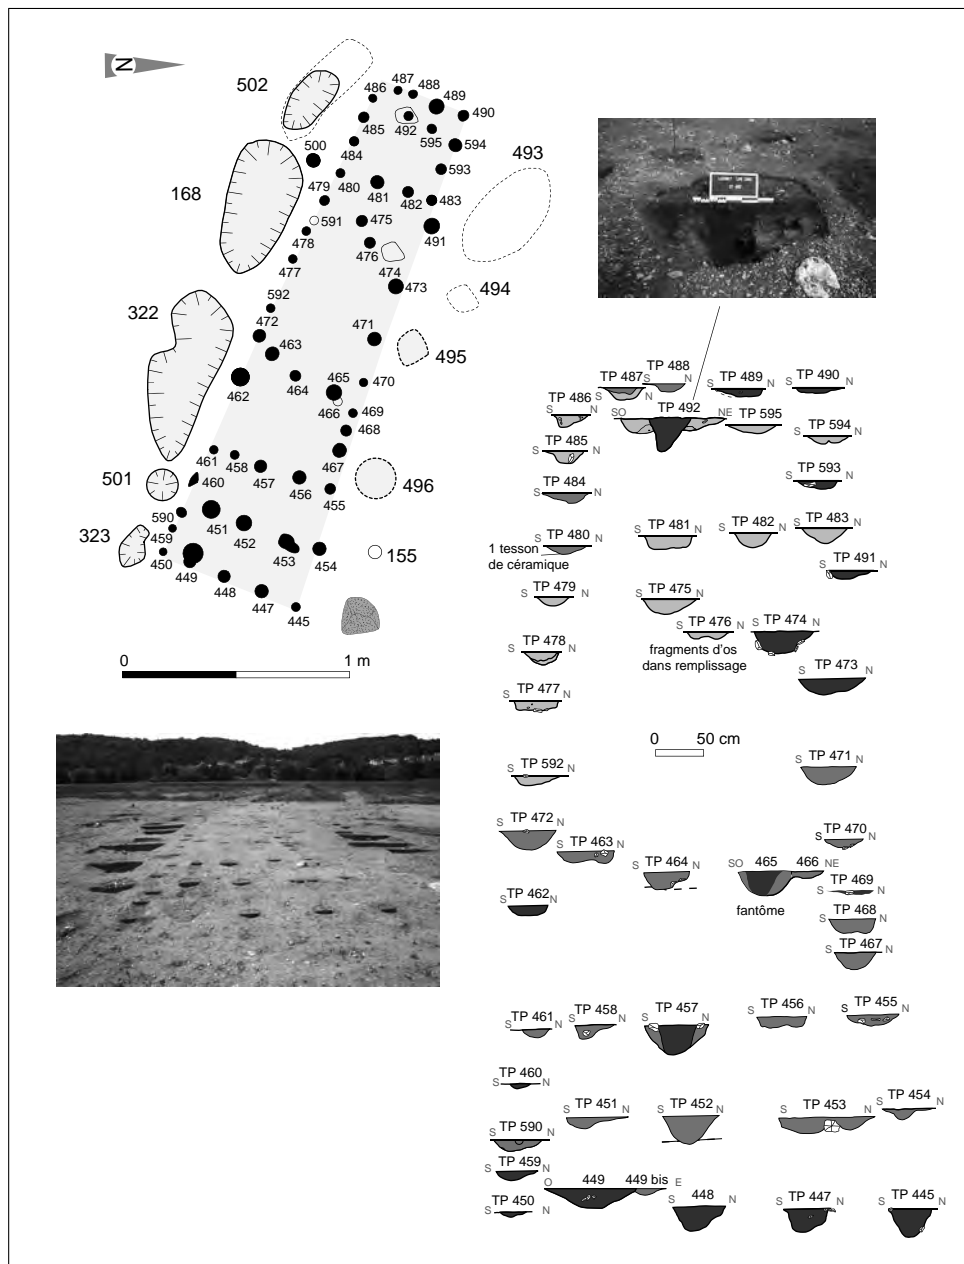 N
502
486
487
488
489
490
485
492
595
594
484
500
593
493
168
479
480
481
482
483
591
475
491
478
476
477
474
473
494
592
322
472
471
463
495
465
464
470
462
466
469
468
461
458
467
501
460
457
456
455
496
590
451
452
323
459
453
454
155
450
449
448
447
445
0 1 m
TP 488
S N
TP 487
S N
TP 489
S N
TP 490
S N
TP 486
S N
TP 492
SO NE
TP 595
TP 594
S N
TP 485
S N
TP 593
S N
TP 484
S N
TP 480
S N
1 tesson
de céramique
TP 481
S N
TP 482
S N
TP 483
S N
TP 491
S N
TP 479
S N
TP 475
S N
TP 476
S N
fragments d'os
dans remplissage
TP 474
S N
TP 478
S N
TP 473
S N
TP 477
S N
0 50 cm
TP 592
S N
TP 471
S N
TP 472
S N
TP 463
S N
TP 470
S N
TP 464
S N
SO 465 466 NE
fantôme
TP 469
S N
TP 462
S N
TP 468
S N
TP 467
S N
TP 461
S N
TP 458
S N
TP 457
S N
TP 456
S N
TP 455
S N
TP 460
S N
TP 451
S N
TP 452
S N
TP 453
S N
TP 454
S N
TP 590
S N
TP 459
S N
O 449 449 bis E
TP 450
S N
448
S N
TP 447
S N
TP 445
S N